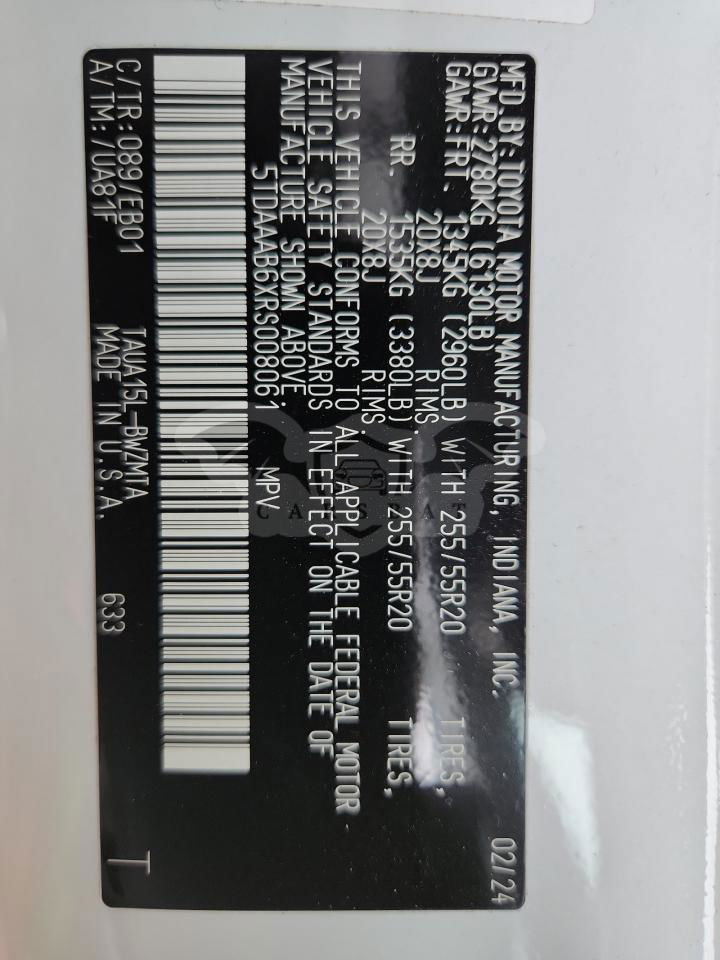 MFD. BY: TOYOTA MOTOR MANUFACTURING, INDIANA, INC. 02/24
GVWR: 2780KG (6130LB)
GAWR: FRT. 1345KG (2960LB) WITH 255/55R20 TIRES,
20X8J RIMS.
RR. 1535KG (3380LB) WITH 255/55R20 TIRES,
20X8J RIMS.
THIS VEHICLE CONFORMS TO ALL APPLICABLE FEDERAL MOTOR
VEHICLE SAFETY STANDARDS IN EFFECT ON THE DATE OF
MANUFACTURE SHOWN ABOVE.
5TDAAAB6XRS008061 MPV
C/TR: 089/EB01 TAUA15L-BWZMTA 633 T
A/TM: /UA81F MADE IN U.S.A.